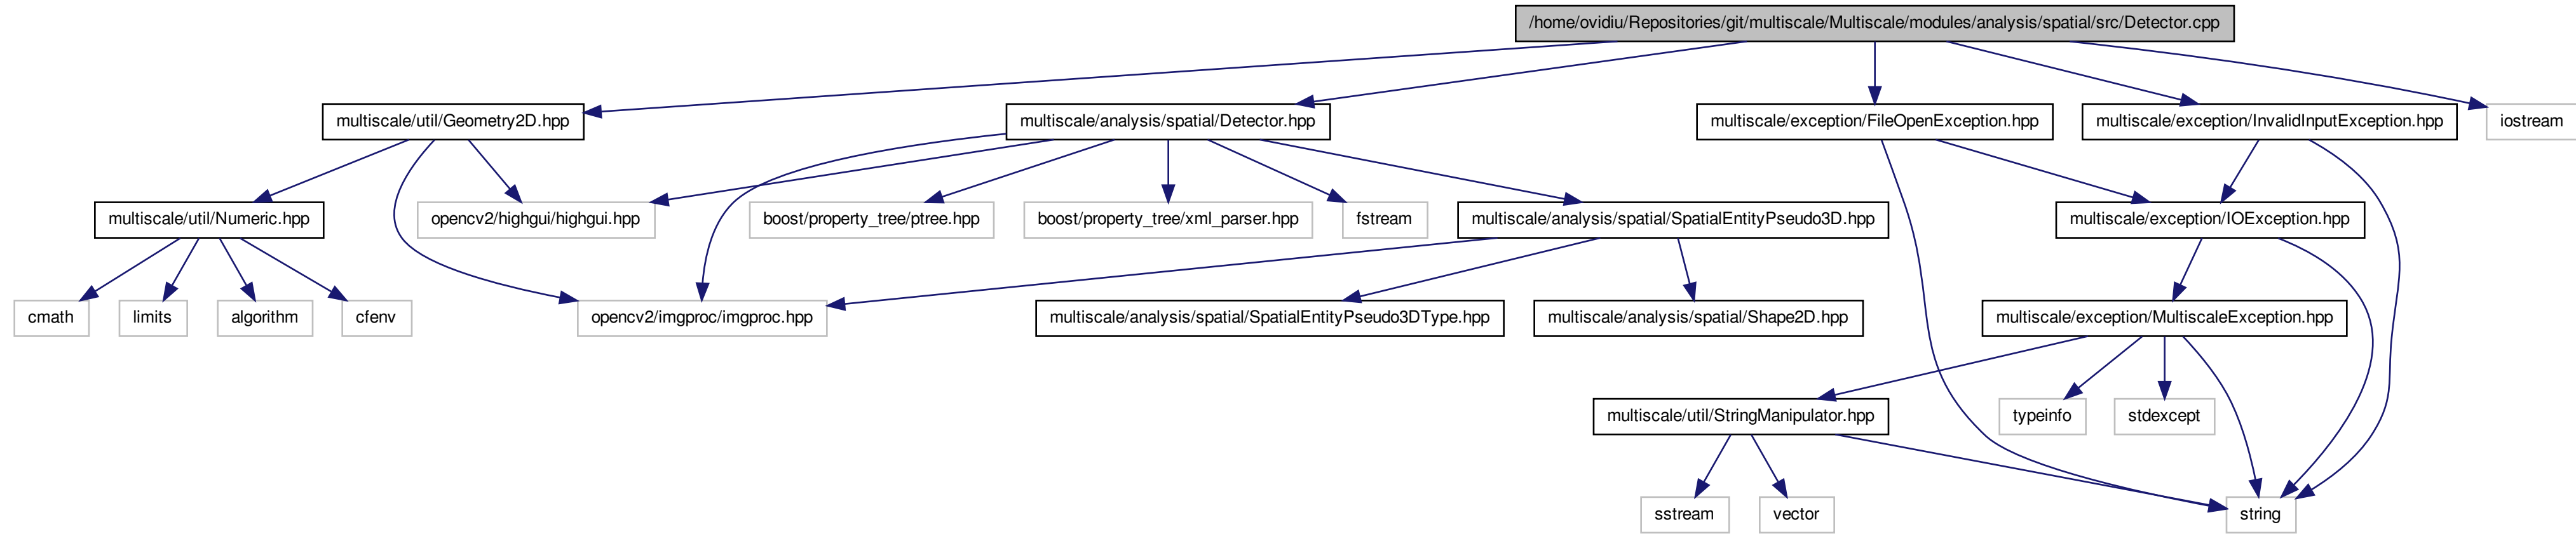 /home/ovidiu/Repositories/git/multiscale/Multiscale/modules/analysis/spatial/src/Detector.cpp
multiscale/util/Geometry2D.hpp
multiscale/analysis/spatial/Detector.hpp
multiscale/exception/FileOpenException.hpp
multiscale/exception/InvalidInputException.hpp
iostream
multiscale/util/Numeric.hpp
opencv2/highgui/highgui.hpp
boost/property_tree/ptree.hpp
boost/property_tree/xml_parser.hpp
fstream
multiscale/analysis/spatial/SpatialEntityPseudo3D.hpp
multiscale/exception/IOException.hpp
cmath
limits
algorithm
cfenv
opencv2/imgproc/imgproc.hpp
multiscale/analysis/spatial/SpatialEntityPseudo3DType.hpp
multiscale/analysis/spatial/Shape2D.hpp
multiscale/exception/MultiscaleException.hpp
multiscale/util/StringManipulator.hpp
typeinfo
stdexcept
sstream
vector
string